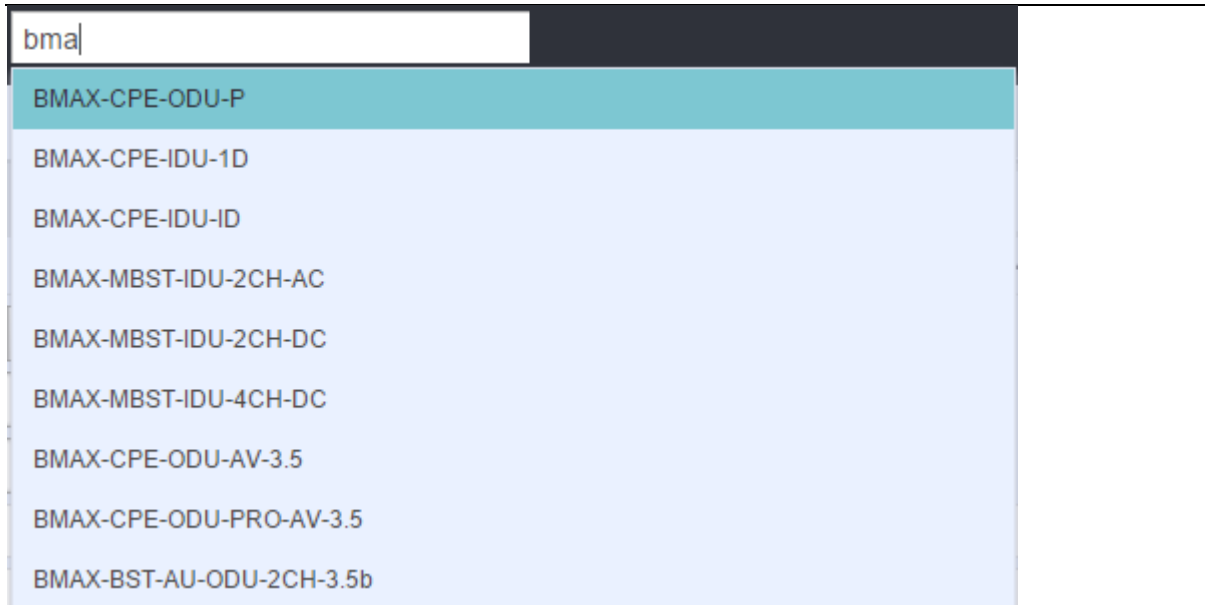 bma
BMAX-CPE-ODU-P
BMAX-CPE-IDU-1D
BMAX-CPE-IDU-ID
BMAX-MBST-IDU-2CH-AC
BMAX-MBST-IDU-2CH-DC
BMAX-MBST-IDU-4CH-DC
BMAX-CPE-ODU-AV-3.5
BMAX-CPE-ODU-PRO-AV-3.5
BMAX-BST-AU-ODU-2CH-3.5b